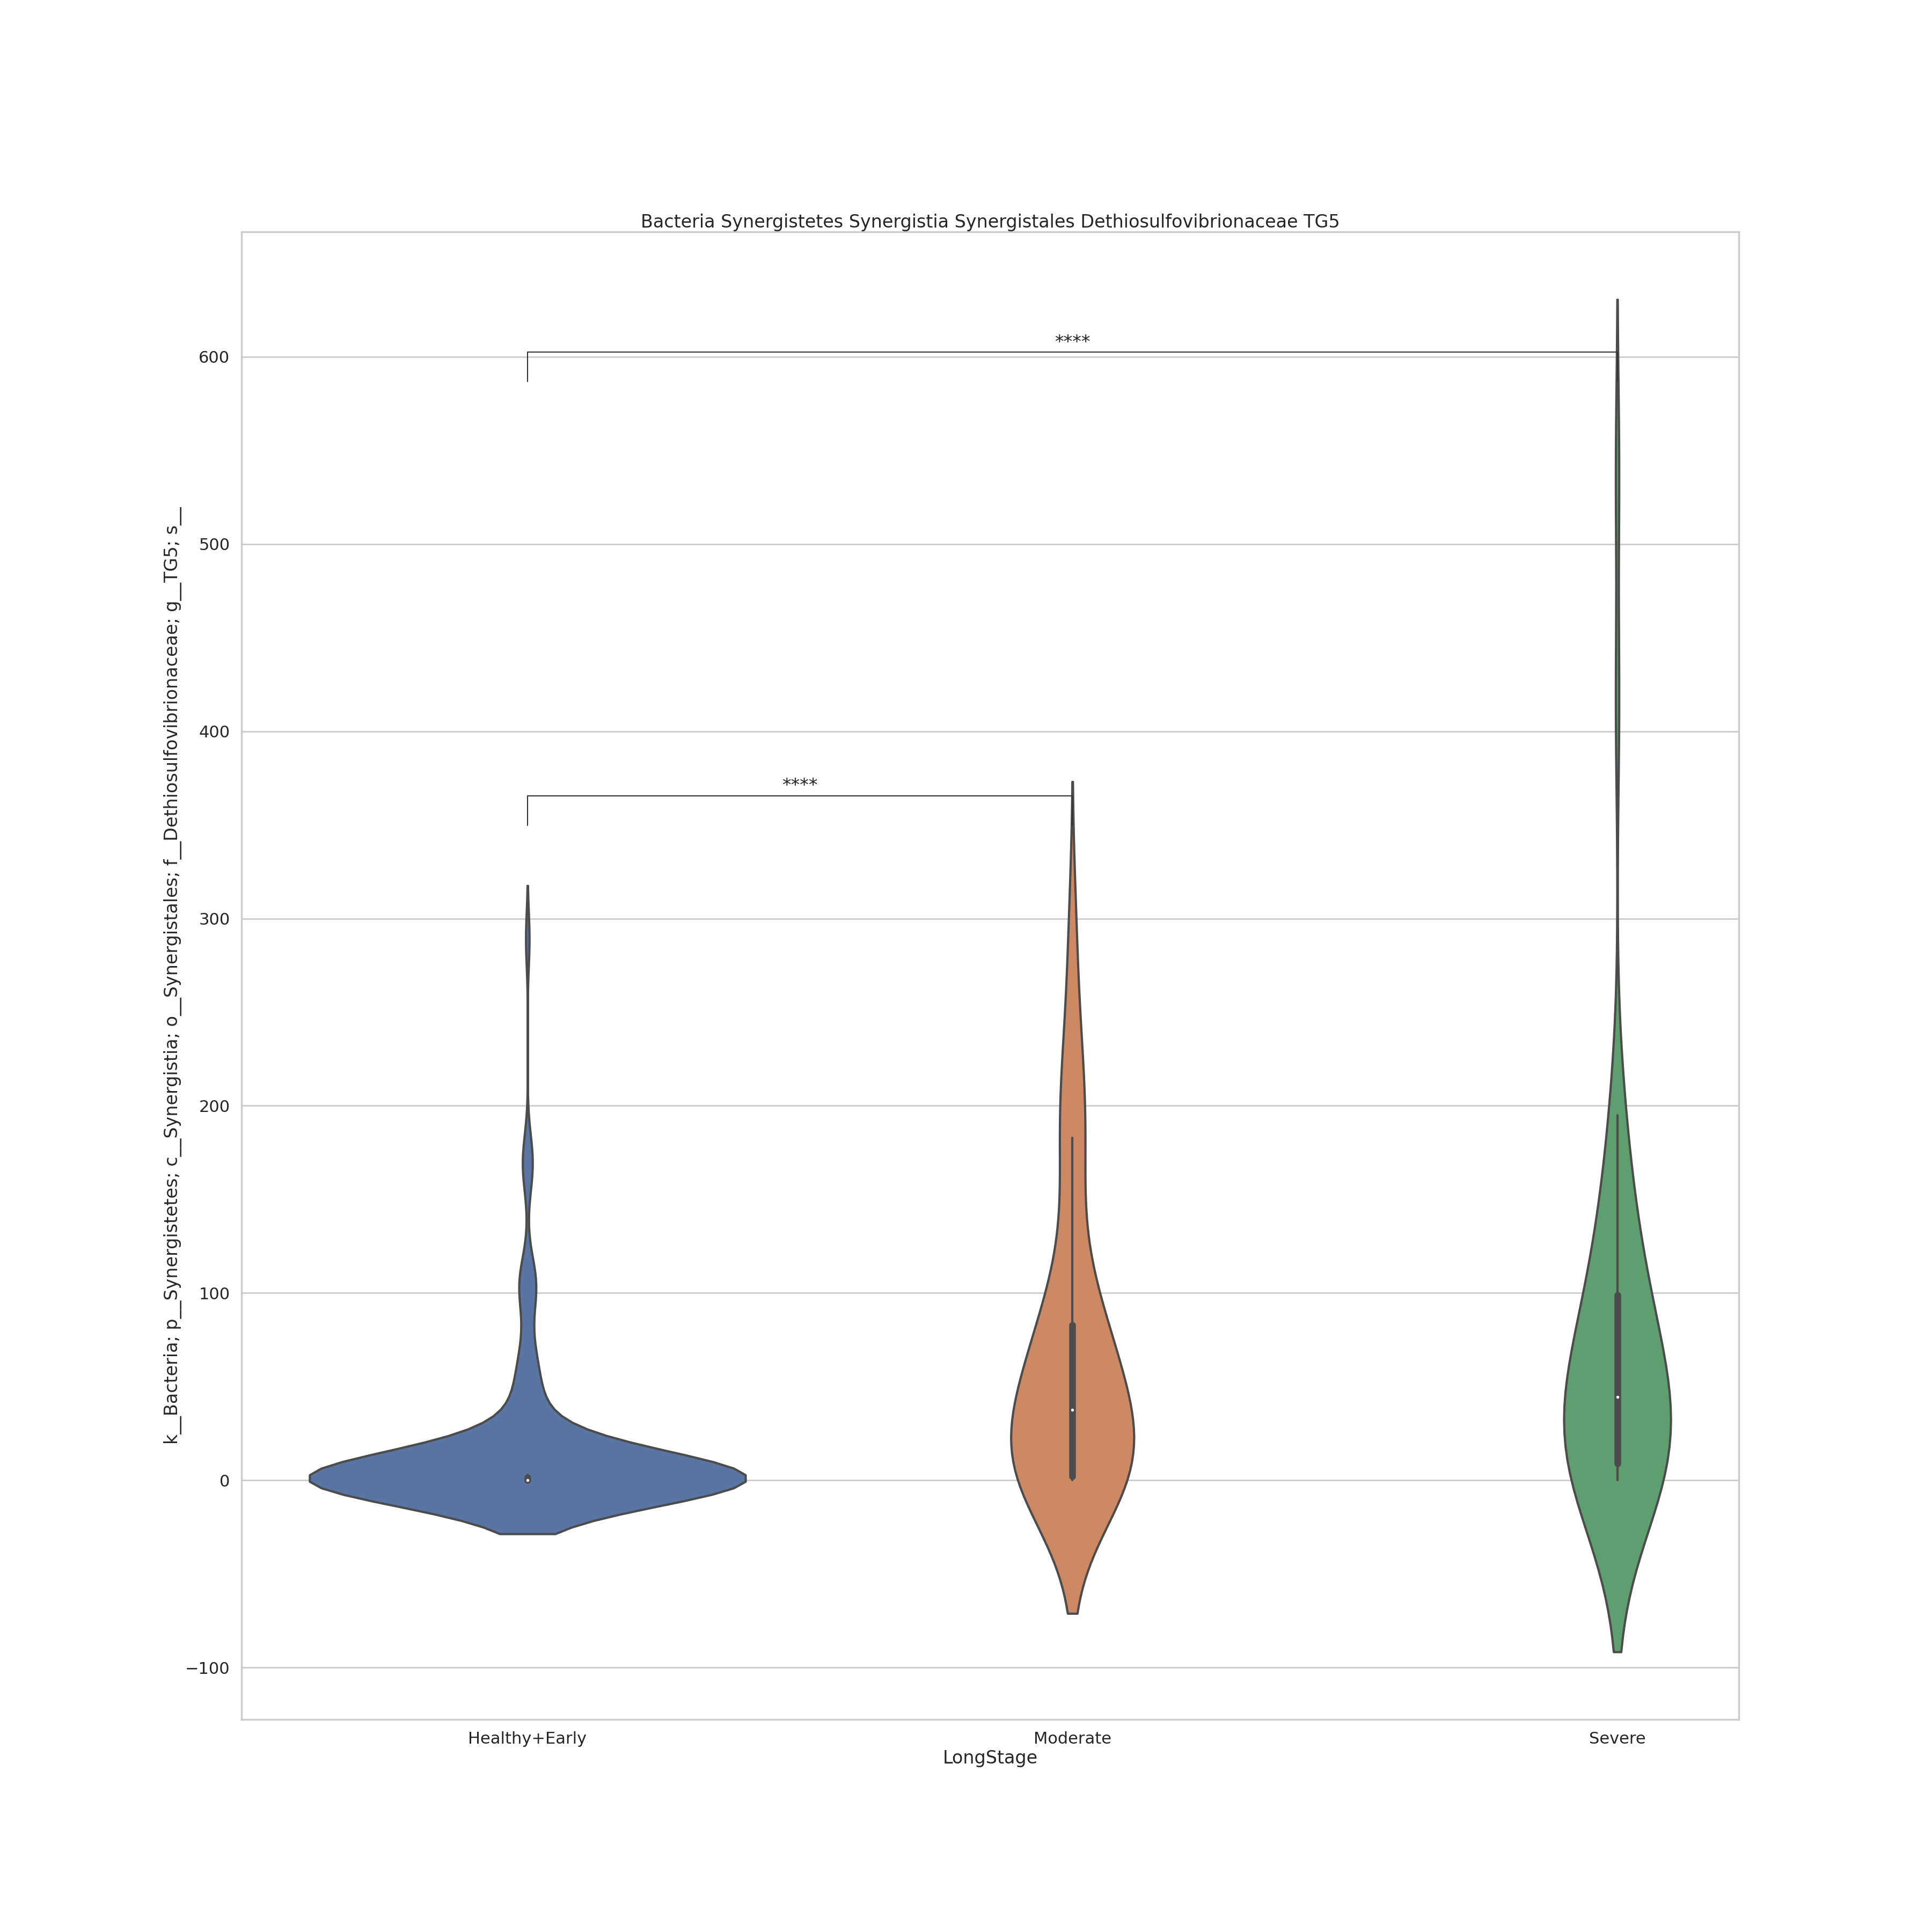 Bacteria Synergistetes Synergistia Synergistales Dethiosulfovibrionaceae TG5
k__Bacteria; p__Synergistetes; c__Synergistia; o__Synergistales; f__Dethiosulfovibrionaceae; g__TG5; s__
600
500
400
300
200
100
0
−100
****
****
Healthy+Early
Moderate
Severe
LongStage